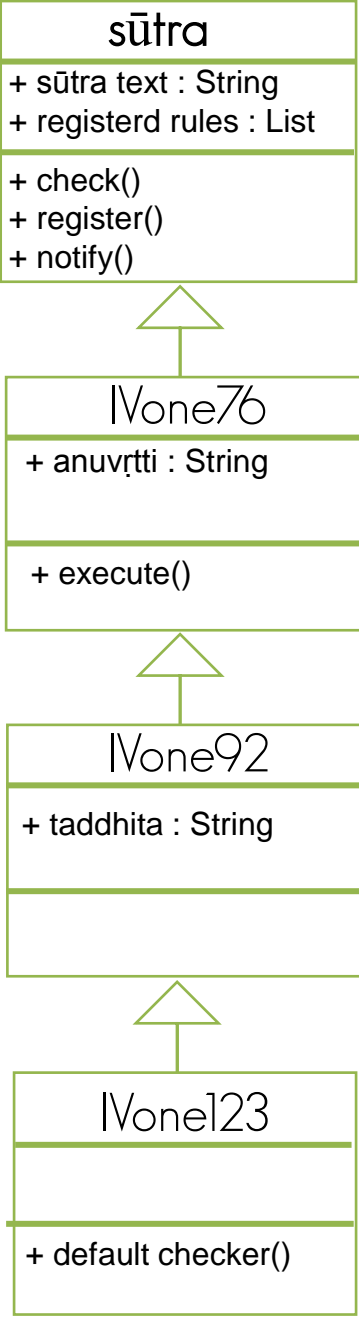 sūtra
+ sūtra text : String
+ registerd rules : List
+ check()
+ register()
+ notify()
IVone76
+ anuvṛtti : String
+ execute()
IVone92
+ taddhita : String
IVone123
+ default checker()